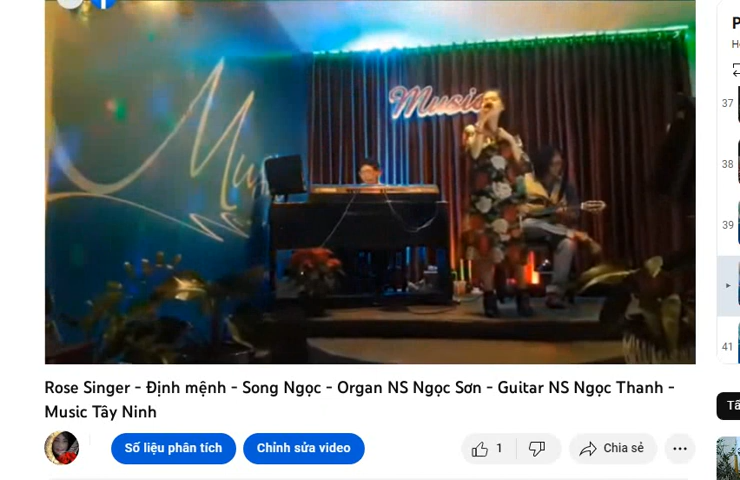 Mus
Music
P
37
38
39
41
Rose Singer - Định mệnh - Song Ngọc - Organ NS Ngọc Sơn - Guitar NS Ngọc Thanh -
Music Tây Ninh
Số liệu phân tích
Chỉnh sửa video
1
Chia sẻ